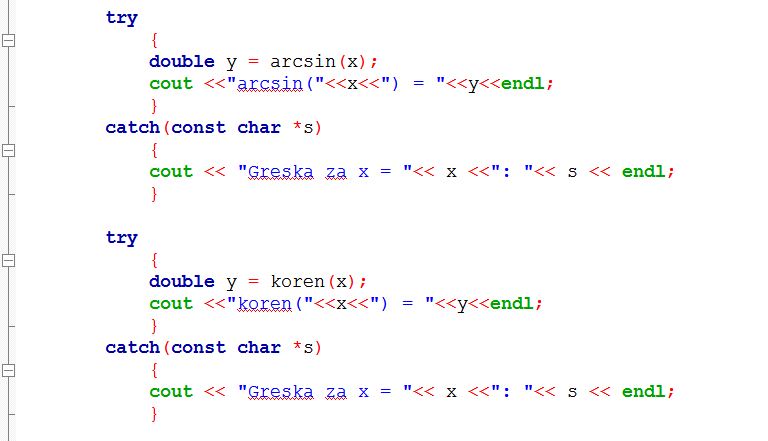 try
{
double y = arcsin(x);
cout <<"arcsin("<<x<<") = "<<y<<endl;
}
catch(const char *s)
{
cout << "Greska za x = "<< x <<": "<< s << endl;
}
try
{
double y = koren(x);
cout <<"koren("<<x<<") = "<<y<<endl;
}
catch(const char *s)
{
cout << "Greska za x = "<< x <<": "<< s << endl;
}